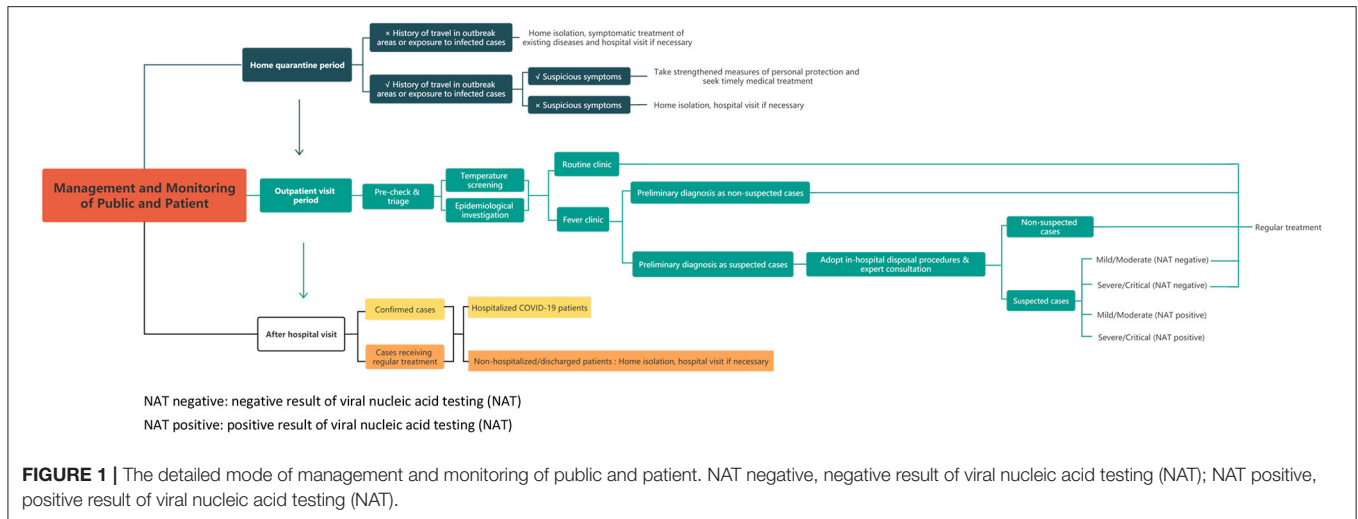 × History of travel in outbreak
areas or exposure to infected cases
Home isolation, symptomatic treatment of
existing diseases and hospital visit if necessary
Home quarantine period
√ History of travel in outbreak
areas or exposure to infected cases
√ Suspicious symptoms
Take strengthened measures of personal protection and
seek timely medical treatment
× Suspicious symptoms
Home isolation, hospital visit if necessary
Management and Monitoring
of Public and Patient
Outpatient visit
period
Pre-check &
triage
Temperature
screening
Epidemiological
investigation
Routine clinic
Fever clinic
Preliminary diagnosis as non-suspected cases
Preliminary diagnosis as suspected cases
Adopt in-hospital disposal procedures &
expert consultation
Non-suspected
cases
Suspected cases
Mild/Moderate (NAT negative)
Severe/Critical (NAT negative)
Mild/Moderate (NAT positive)
Severe/Critical (NAT positive)
Regular treatment
After hospital visit
Confirmed cases
Cases receiving
regular treatment
Hospitalized COVID-19 patients
Non-hospitalized/discharged patients : Home isolation, hospital visit if necessary
NAT negative: negative result of viral nucleic acid testing (NAT)
NAT positive: positive result of viral nucleic acid testing (NAT)
FIGURE 1 | The detailed mode of management and monitoring of public and patient. NAT negative, negative result of viral nucleic acid testing (NAT); NAT positive,
positive result of viral nucleic acid testing (NAT).